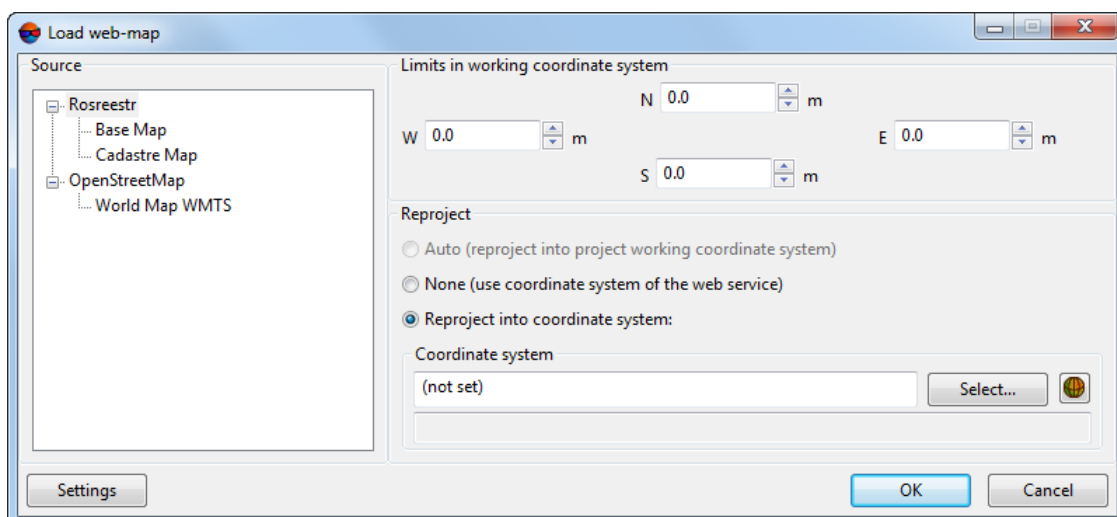 Load web-map
Source
Rosreestr
Base Map
Cadastre Map
OpenStreetMap
World Map WMTS
Limits in working coordinate system
N 0.0 m
W 0.0 m E 0.0 m
S 0.0 m
Reproject
Auto (reproject into project working coordinate system)
None (use coordinate system of the web service)
Reproject into coordinate system:
Coordinate system
(not set) Select...
Settings OK Cancel